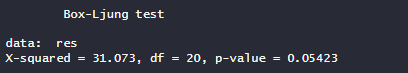 Box-Ljung test
data:  res
X-squared = 31.073, df = 20, p-value = 0.05423